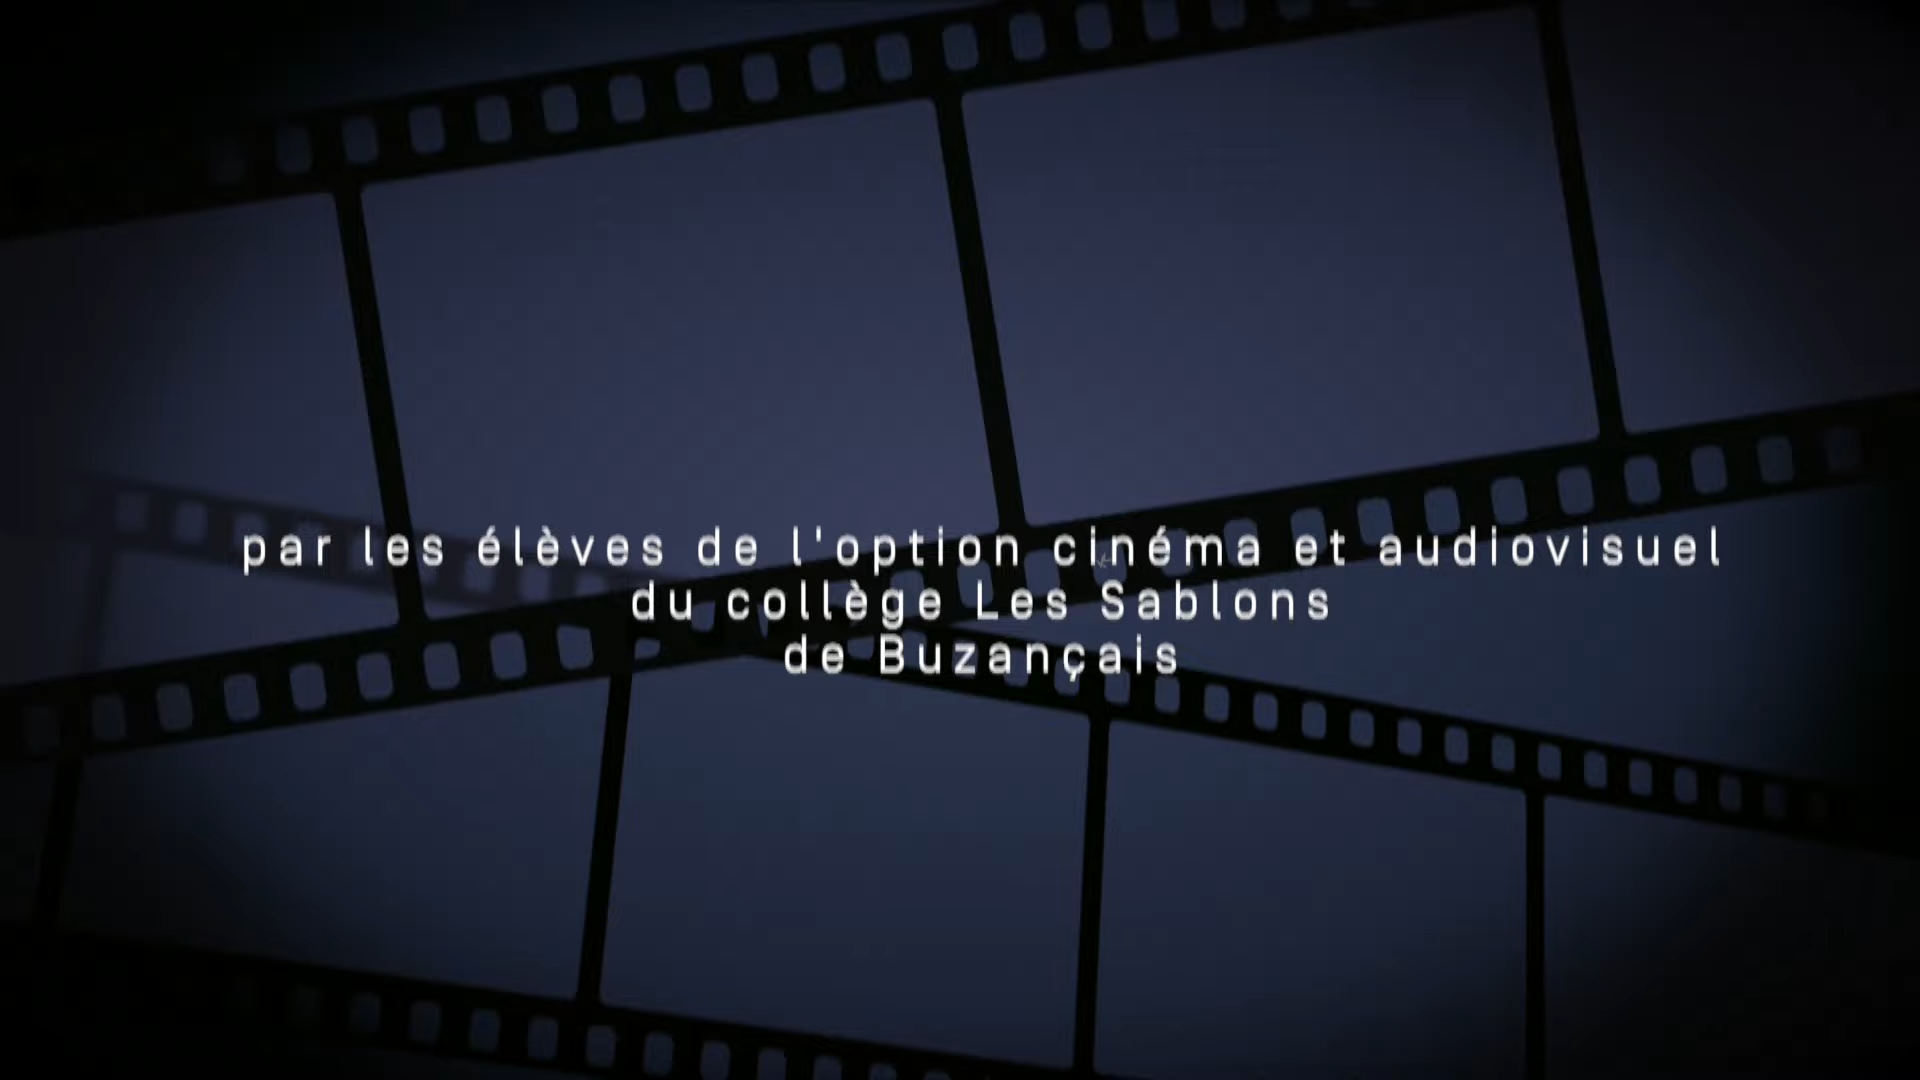 par les élèves de l'option cinéma et audiovisuel
du collège Les Sablons
de Buzançais